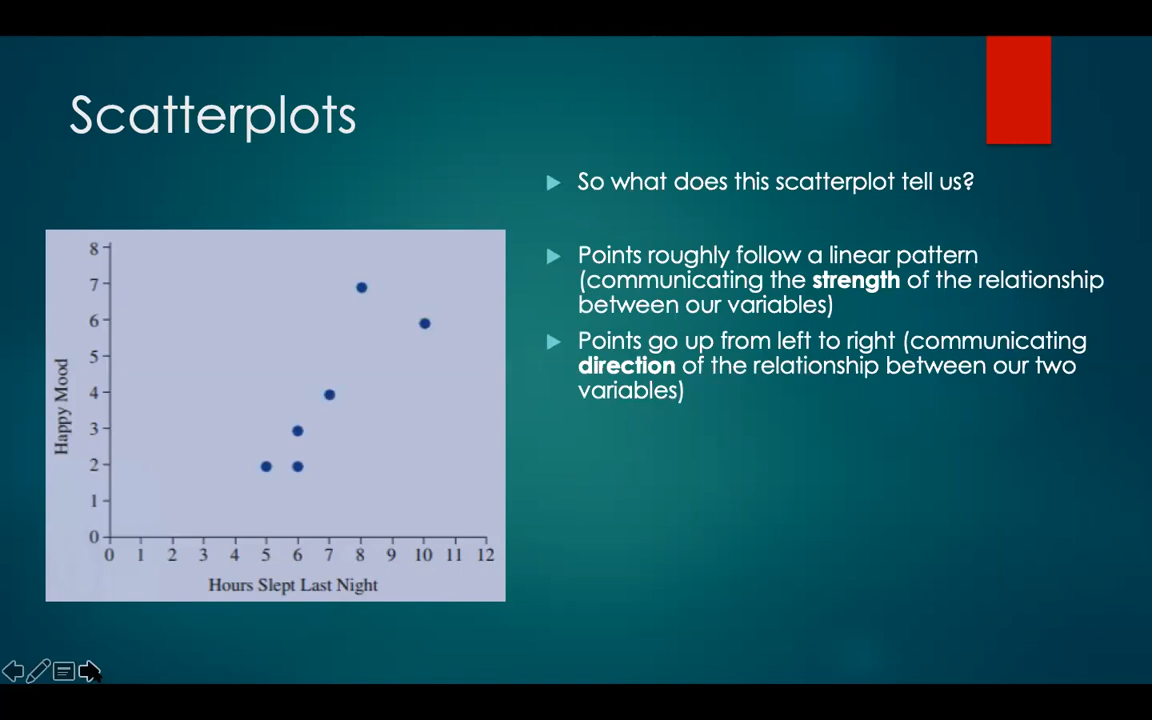 Scatterplots
So what does this scatterplot tell us?
Points roughly follow a linear pattern
(communicating the strength of the relationship
between our variables)
Points go up from left to right (communicating
direction of the relationship between our two
variables)
8
7
6
5
4
3
2
1
0
Happy Mood
0 1 2 3 4 5 6 7 8 9 10 11 12
Hours Slept Last Night